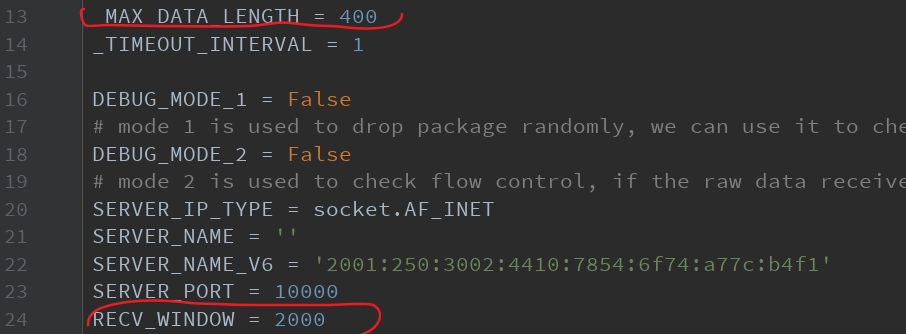 13 _MAX_DATA_LENGTH = 400
14 _TIMEOUT_INTERVAL = 1
15
16 DEBUG_MODE_1 = False
17 # mode 1 is used to drop package randomly, we can use it to che
18 DEBUG_MODE_2 = False
19 # mode 2 is used to check flow control, if the raw data receive
20 SERVER_IP_TYPE = socket.AF_INET
21 SERVER_NAME = ''
22 SERVER_NAME_V6 = '2001:250:3002:4410:7854:6f74:a77c:b4f1'
23 SERVER_PORT = 10000
24 RECV_WINDOW = 2000